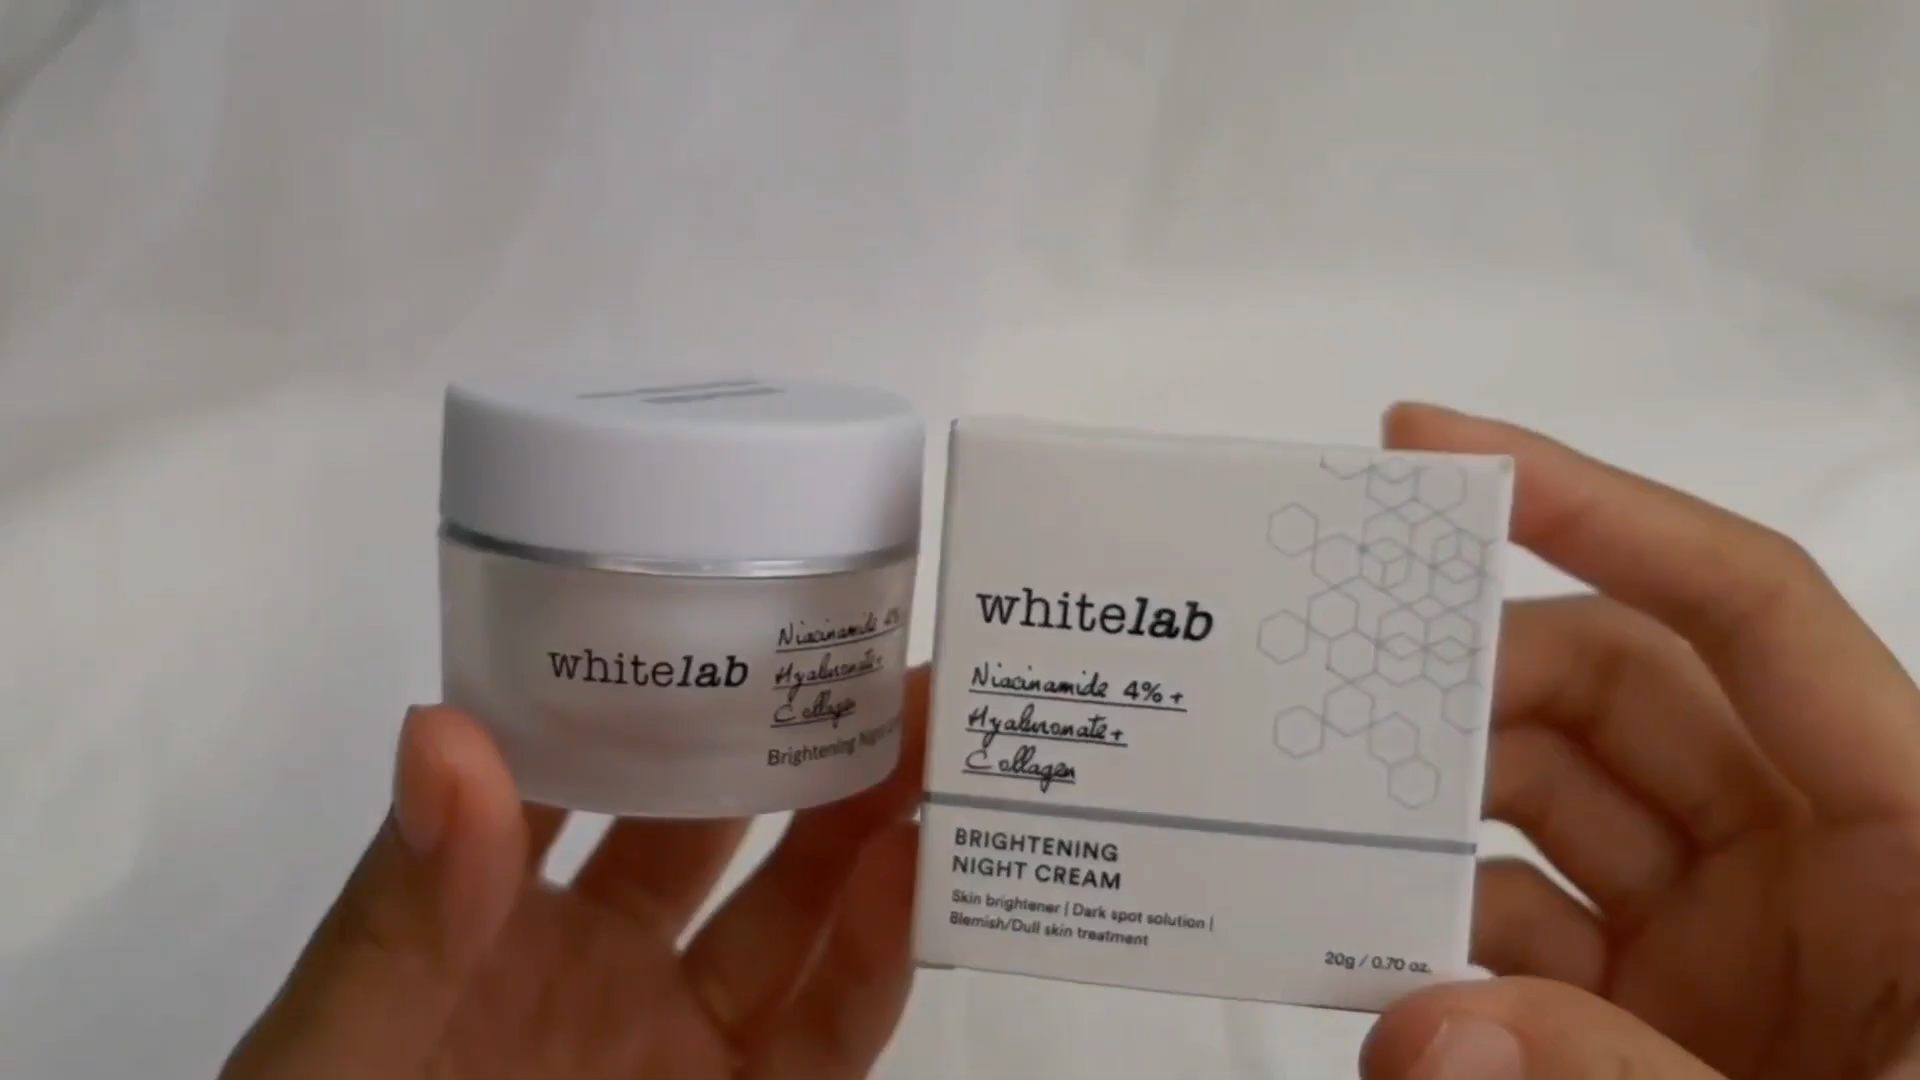 whitelab
Niacinamide 4%
Hyaluronate+
Collagen
Brightening Night
whitelab
Niacinamide 4% +
Hyaluronate+
Collagen
BRIGHTENING
NIGHT CREAM
Skin brightener | Dark spot solution |
Blemish/Dull skin treatment
20g / 0.70 oz.